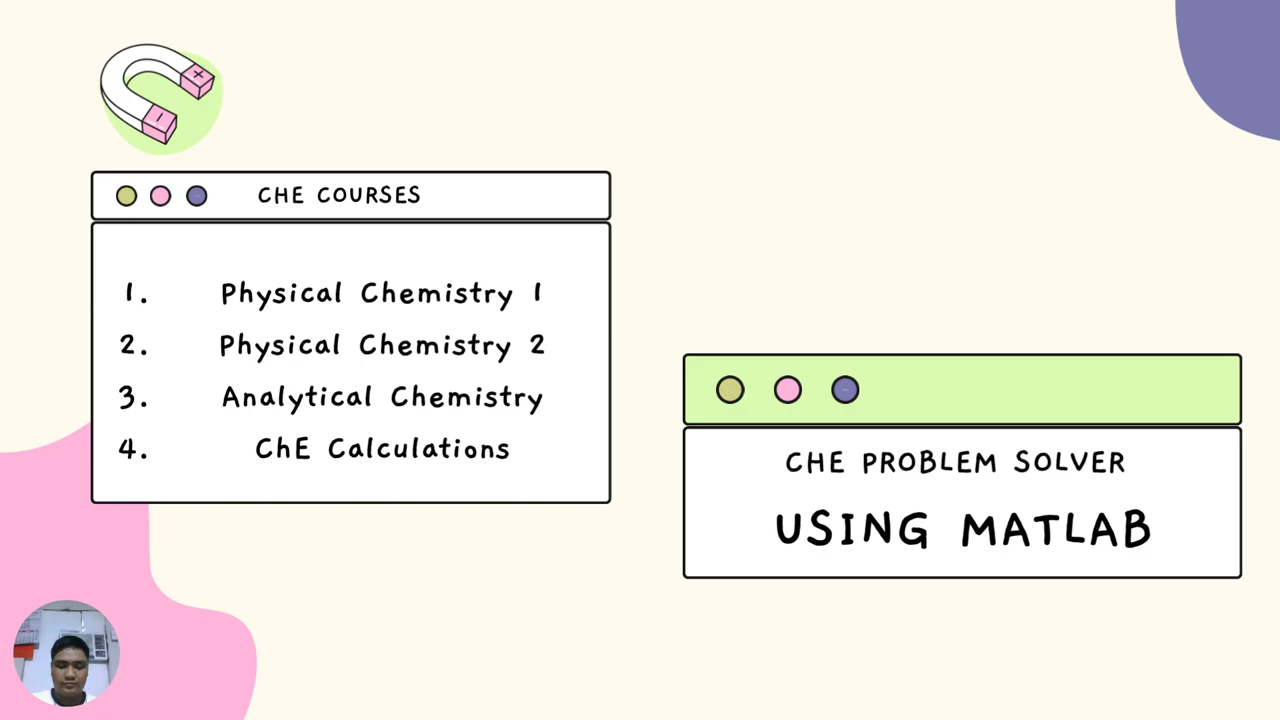 CHE COURSES
1. Physical Chemistry 1
2. Physical Chemistry 2
3. Analytical Chemistry
4. ChE Calculations
CHE PROBLEM SOLVER
USING MATLAB